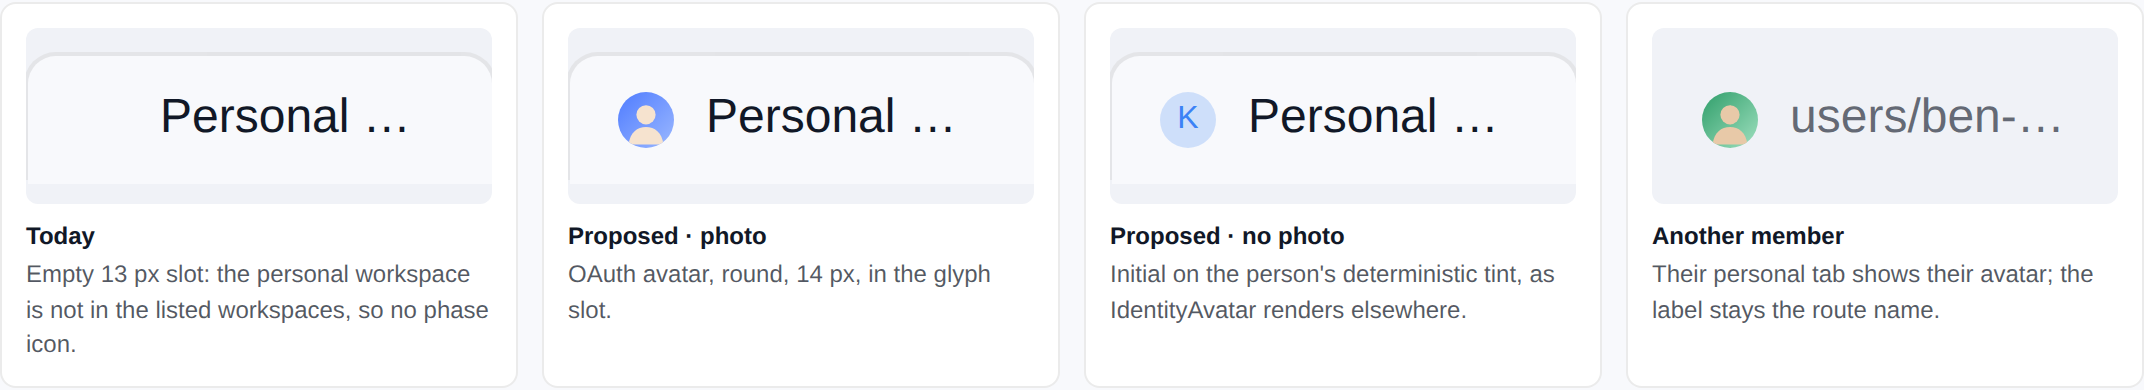 Personal …
Today
Empty 13 px slot: the personal workspace
is not in the listed workspaces, so no phase
icon.
Personal …
Proposed · photo
OAuth avatar, round, 14 px, in the glyph
slot.
K
Personal …
Proposed · no photo
Initial on the person's deterministic tint, as
IdentityAvatar renders elsewhere.
users/ben-…
Another member
Their personal tab shows their avatar; the
label stays the route name.